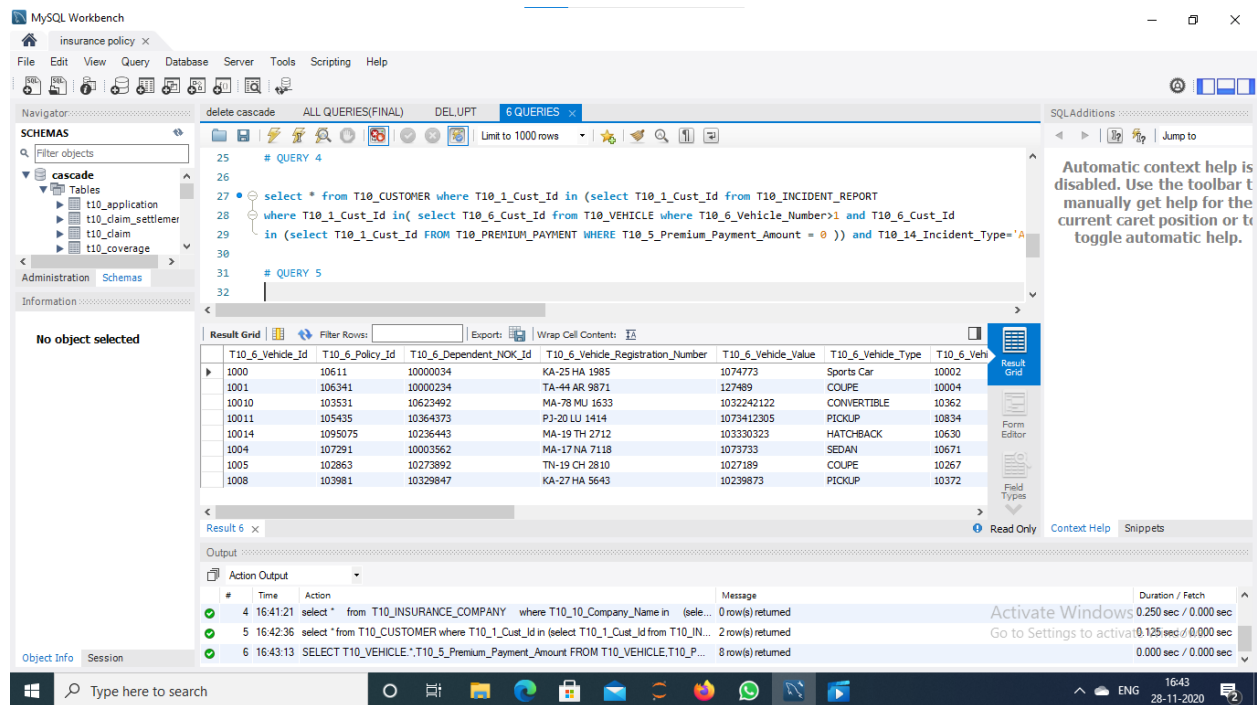 MySQL Workbench
insurance policy
File Edit View Query Database Server Tools Scripting Help
Navigator
SCHEMAS
Filter objects
cascade
Tables
t10_application
t10_claim_settlemer
t10_claim
t10_coverage
Administration Schemas
Information
No object selected
Object Info Session
delete cascade ALL QUERIES(FINAL) DEL,UPT 6 QUERIES
Limit to 1000 rows
25 # QUERY 4
26
27 select * from T10_CUSTOMER where T10_1_Cust_Id in (select T10_1_Cust_Id from T10_INCIDENT_REPORT
28 where T10_1_Cust_Id in( select T10_6_Cust_Id from T10_VEHICLE where T10_6_Vehicle_Number>1 and T10_6_Cust_Id
29 in (select T10_1_Cust_Id FROM T10_PREMIUM_PAYMENT WHERE T10_5_Premium_Payment_Amount = 0 )) and T10_14_Incident_Type='A
30
31 # QUERY 5
32
Result Grid Filter Rows: Export: Wrap Cell Content:
T10_6_Vehicle_Id T10_6_Policy_Id T10_6_Dependent_NOK_Id T10_6_Vehicle_Registration_Number T10_6_Vehicle_Value T10_6_Vehicle_Type T10_6_Vehi
1000 10611 10000034 KA-25 HA 1985 1074773 Sports Car 10002
1001 106341 10000234 TA-44 AR 9871 127489 COUPE 10004
10010 103531 10623492 MA-78 MU 1633 1032242122 CONVERTIBLE 10362
10011 105435 10364373 PJ-20 LU 1414 1073412305 PICKUP 10834
10014 1095075 10236443 MA-19 TH 2712 103330323 HATCHBACK 10630
1004 107291 10003562 MA-17 NA 7118 1073733 SEDAN 10671
1005 102863 10273892 TN-19 CH 2810 1027189 COUPE 10267
1008 103981 10329847 KA-27 HA 5643 10239873 PICKUP 10372
Result Grid
Form Editor
Field Types
Result 6 Read Only
SQLAdditions
Jump to
Automatic context help is
disabled. Use the toolbar t
manually get help for the
current caret position or to
toggle automatic help.
Context Help Snippets
Output
Action Output
# Time Action Message Duration / Fetch
4 16:41:21 select * from T10_INSURANCE_COMPANY where T10_10_Company_Name in (sele... 0 row(s) returned 0.250 sec / 0.000 sec
5 16:42:36 select * from T10_CUSTOMER where T10_1_Cust_Id in (select T10_1_Cust_Id from T10_IN... 2 row(s) returned 0.125 sec / 0.000 sec
6 16:43:13 SELECT T10_VEHICLE.*,T10_5_Premium_Payment_Amount FROM T10_VEHICLE,T10_P... 8 row(s) returned 0.000 sec / 0.000 sec
Activate Windows
Go to Settings to activate Windows.
Type here to search
ENG
16:43
28-11-2020
2